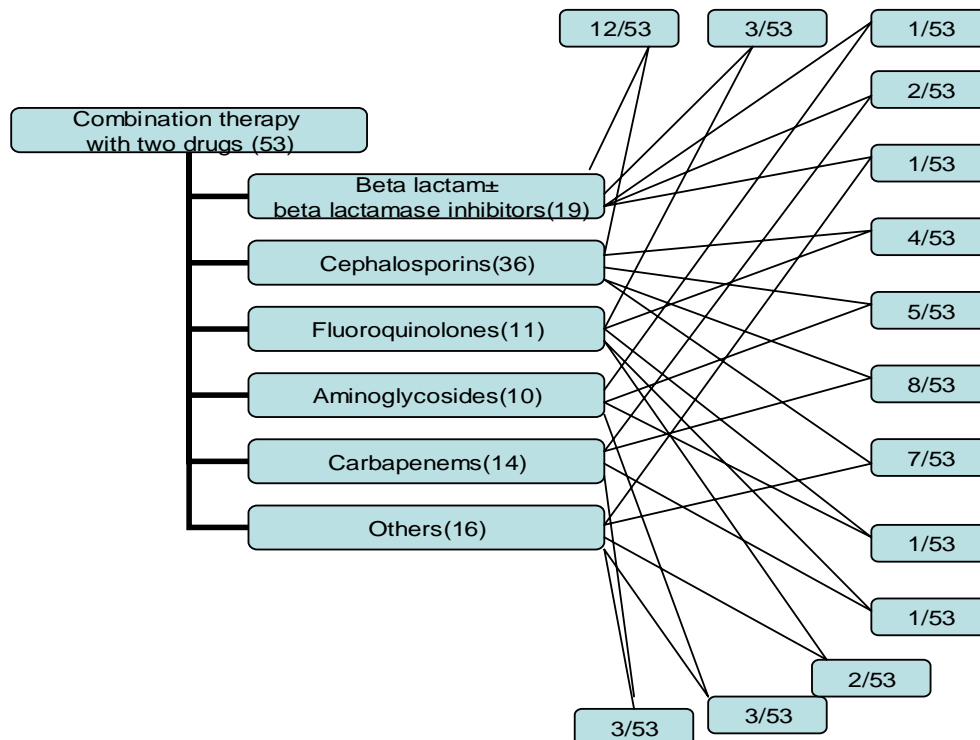 12/53
3/53
1/53
2/53
Combination therapy
with two drugs (53)
1/53
Beta lactam±
beta lactamase inhibitors(19)
4/53
Cephalosporins(36)
5/53
Fluoroquinolones(11)
8/53
Aminoglycosides(10)
7/53
Carbapenems(14)
Others(16)
1/53
1/53
2/53
3/53
3/53